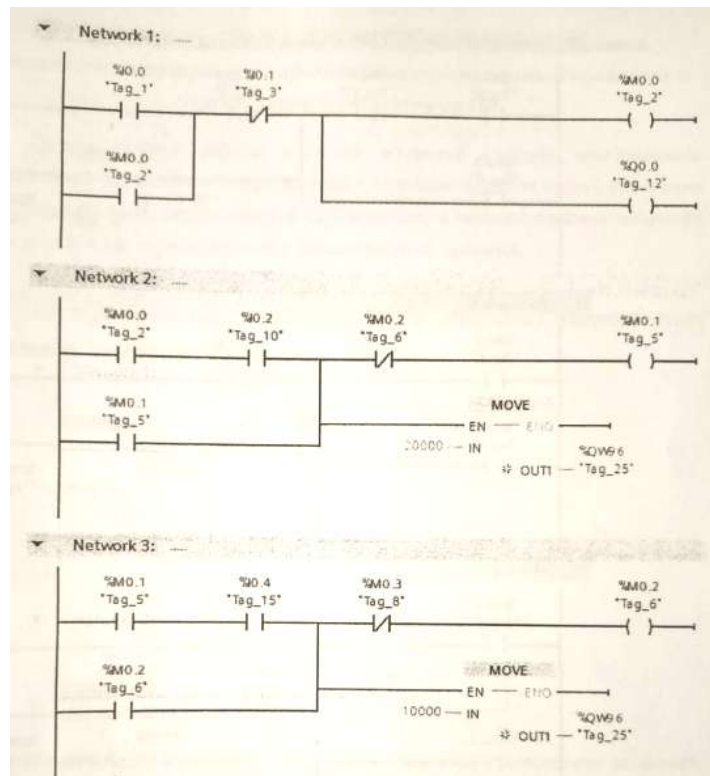 Network 1: ...
%I0.0 %I0.1 %M0.0
"Tag_1" "Tag_3" "Tag_2"
%M0.0 %Q0.0
"Tag_2" "Tag_12"
Network 2: ...
%M0.0 %I0.2 %M0.2 %M0.1
"Tag_2" "Tag_10" "Tag_6" "Tag_5"
%M0.1
"Tag_5"
MOVE
EN ENO
20000 IN
%QW96
OUT1 "Tag_25"
Network 3: ...
%M0.1 %I0.4 %M0.3 %M0.2
"Tag_5" "Tag_15" "Tag_8" "Tag_6"
%M0.2
"Tag_6"
MOVE
EN ENO
10000 IN
%QW96
OUT1 "Tag_25"